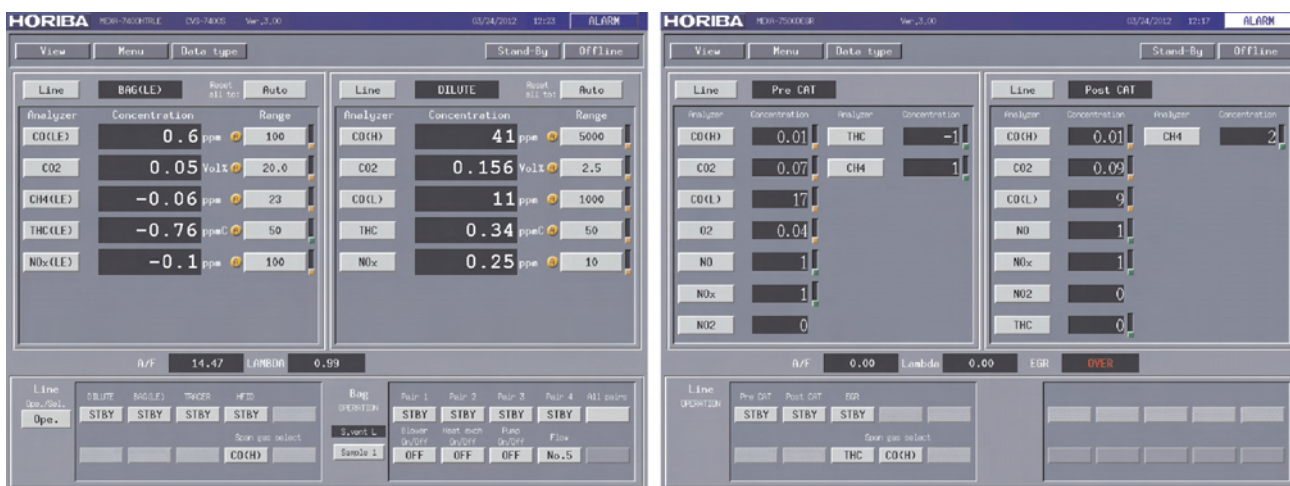 HORIBA MEXA-7400HTRLE CVS-7400S Ver.3.00 03/24/2012 12:23 ALARM
View Menu Data type Stand-By Offline
Line BAG(LE) Reset all to: Auto
Analyzer Concentration Range
CO(LE) 0.6 ppm 100
CO2 0.05 Vol% 20.0
CH4(LE) -0.06 ppm 23
THC(LE) -0.76 ppmC 50
NOx(LE) -0.1 ppm 100
Line DILUTE Reset all to: Auto
Analyzer Concentration Range
CO(H) 41 ppm 5000
CO2 0.156 Vol% 2.5
CO(L) 11 ppm 1000
THC 0.34 ppmC 50
NOx 0.25 ppm 10
A/F 14.47 LAMBDA 0.99
Line
Ope./Sel.
Ope.
DILUTE BAG(LE) TRACER HFID
STBY STBY STBY STBY
Span gas select
CO(H)
Bag
OPERATION
S.vent L
Sample 1
Pair 1 Pair 2 Pair 3 Pair 4 All pairs
STBY STBY STBY STBY
Blower On/Off Heat exch On/Off Pump On/Off Flow
OFF OFF OFF No.5
HORIBA MEXA-7500DEGR Ver.3.00 03/24/2012 12:17 ALARM
View Menu Data type Stand-By Offline
Line Pre CAT
Analyzer Concentration Analyzer Concentration
CO(H) 0.01 THC -1
CO2 0.07 CH4 1
CO(L) 17
O2 0.04
NO 1
NOx 1
NO2 0
Line Post CAT
Analyzer Concentration Analyzer Concentration
CO(H) 0.01 CH4 2
CO2 0.09
CO(L) 9
NO 1
NOx 1
NO2 0
THC 0
A/F 0.00 Lambda 0.00 EGR OVER
Line
OPERATION
Pre CAT Post CAT EGR
STBY STBY STBY
Span gas select
THC CO(H)